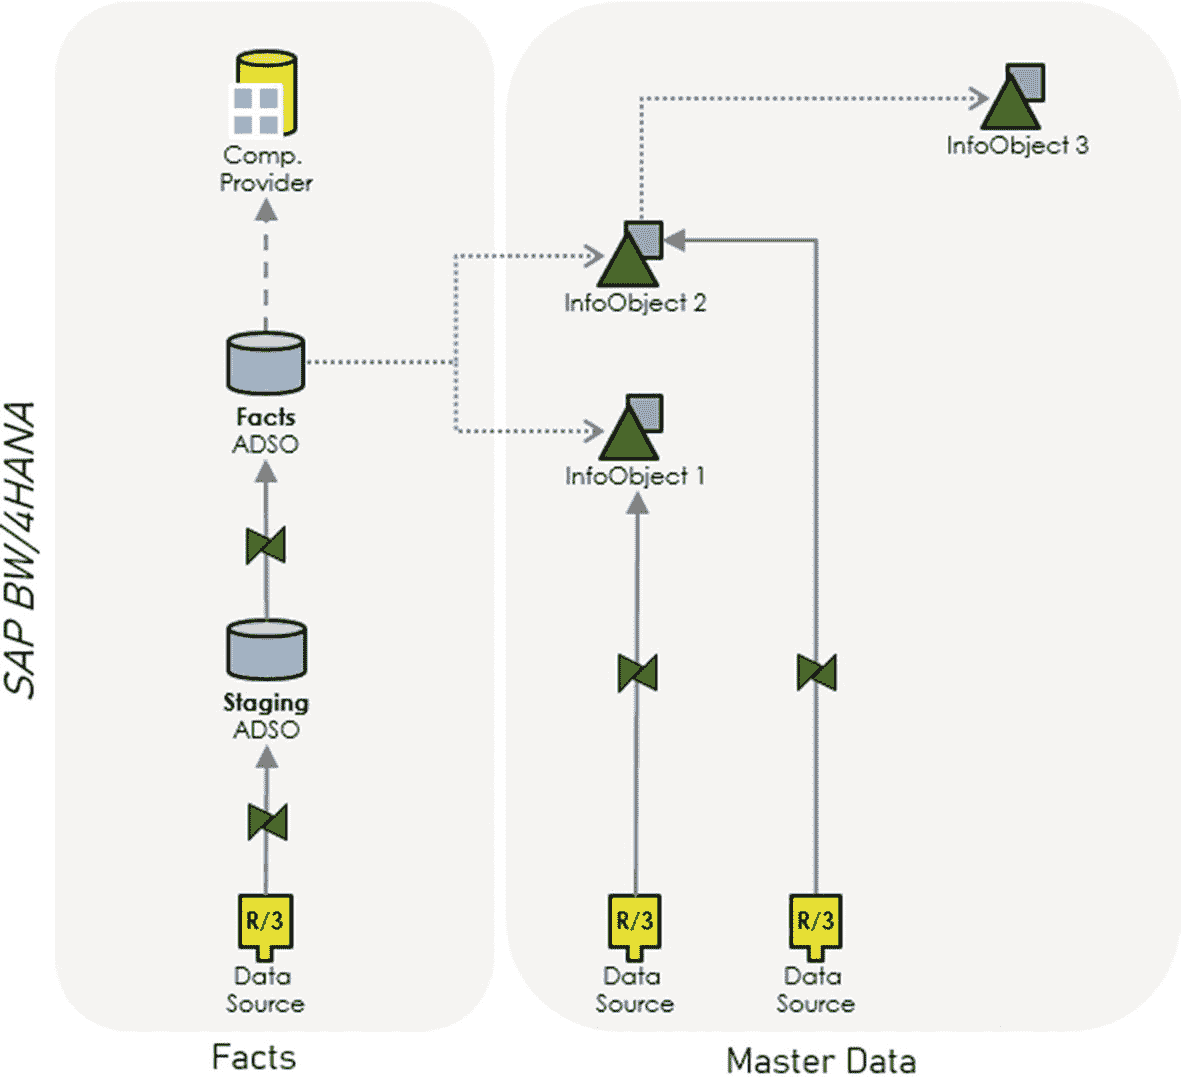 SAP BW/4HANA
Comp.
Provider
Facts
ADSO
Staging
ADSO
R/3
Data
Source
Facts
InfoObject 3
InfoObject 2
InfoObject 1
R/3
Data
Source
R/3
Data
Source
Master Data